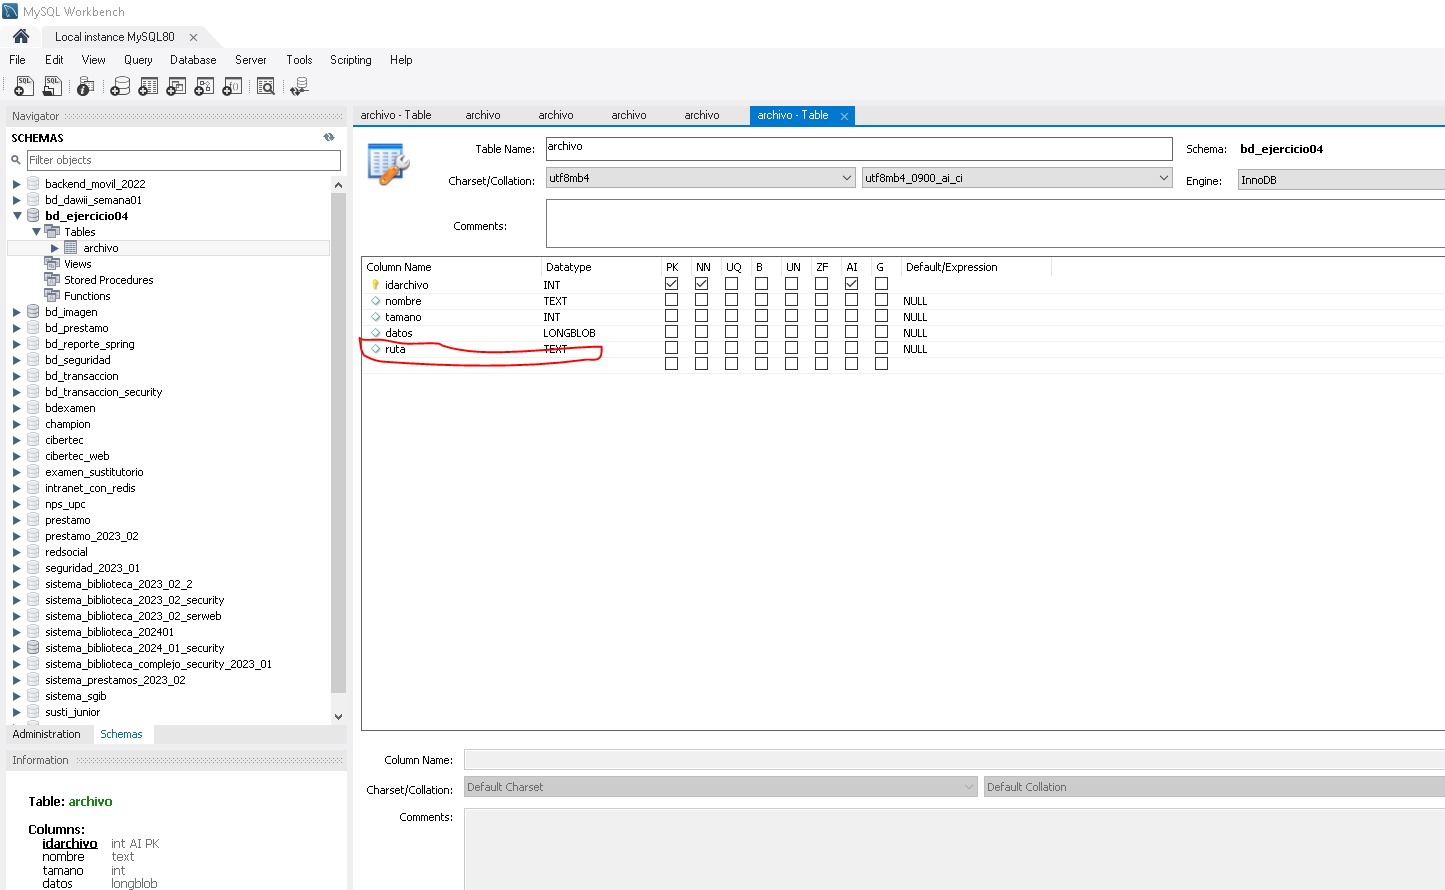 MySQL Workbench
Local instance MySQL80
File Edit View Query Database Server Tools Scripting Help
Navigator
SCHEMAS
Filter objects
backend_movil_2022
bd_dawii_semana01
bd_ejercicio04
Tables
archivo
Views
Stored Procedures
Functions
bd_imagen
bd_prestamo
bd_reporte_spring
bd_seguridad
bd_transaccion
bd_transaccion_security
bdexamen
champion
cibertec
cibertec_web
examen_sustitutorio
intranet_con_redis
nps_upc
prestamo
prestamo_2023_02
redsocial
seguridad_2023_01
sistema_biblioteca_2023_02_2
sistema_biblioteca_2023_02_security
sistema_biblioteca_2023_02_serweb
sistema_biblioteca_202401
sistema_biblioteca_2024_01_security
sistema_biblioteca_complejo_security_2023_01
sistema_prestamos_2023_02
sistema_sgib
susti_junior
Administration Schemas
Information
Table: archivo
Columns:
idarchivo int AI PK
nombre text
tamano int
datos longblob
archivo - Table archivo archivo archivo archivo archivo - Table
Table Name: archivo Schema: bd_ejercicio04
Charset/Collation: utf8mb4 utf8mb4_0900_ai_ci Engine: InnoDB
Comments:
Column Name Datatype PK NN UQ B UN ZF AI G Default/Expression
idarchivo INT
nombre TEXT NULL
tamano INT NULL
datos LONGBLOB NULL
ruta TEXT NULL
Column Name:
Charset/Collation: Default Charset Default Collation
Comments: